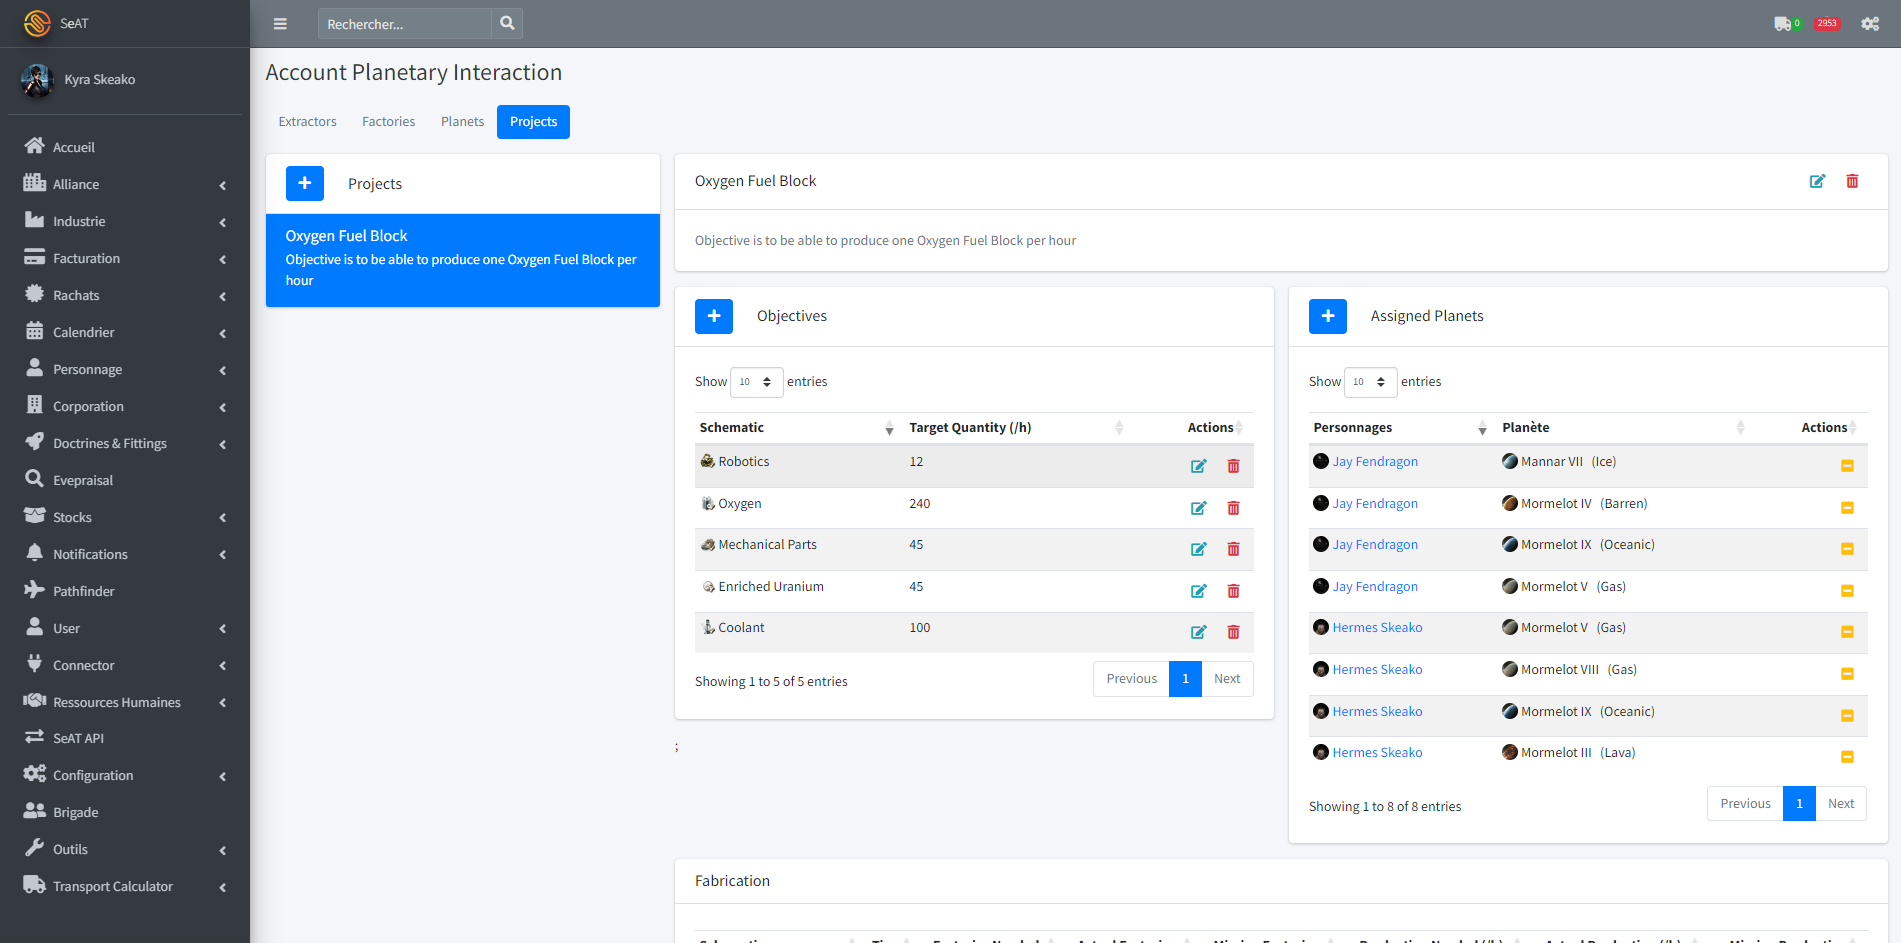 SeAT
Rechercher...
0
2953
Kyra Skeako
Accueil
Alliance
Industrie
Facturation
Rachats
Calendrier
Personnage
Corporation
Doctrines & Fittings
Evepraisal
Stocks
Notifications
Pathfinder
User
Connector
Ressources Humaines
SeAT API
Configuration
Brigade
Outils
Transport Calculator
Account Planetary Interaction
Extractors Factories Planets Projects
Projects
Oxygen Fuel Block
Objective is to be able to produce one Oxygen Fuel Block per
hour
Oxygen Fuel Block
Objective is to be able to produce one Oxygen Fuel Block per hour
Objectives
Show 10 entries
Schematic Target Quantity (/h) Actions
Robotics 12
Oxygen 240
Mechanical Parts 45
Enriched Uranium 45
Coolant 100
Showing 1 to 5 of 5 entries
Previous 1 Next
;
Assigned Planets
Show 10 entries
Personnages Planète Actions
Jay Fendragon Mannar VII (Ice)
Jay Fendragon Mormelot IV (Barren)
Jay Fendragon Mormelot IX (Oceanic)
Jay Fendragon Mormelot V (Gas)
Hermes Skeako Mormelot V (Gas)
Hermes Skeako Mormelot VIII (Gas)
Hermes Skeako Mormelot IX (Oceanic)
Hermes Skeako Mormelot III (Lava)
Showing 1 to 8 of 8 entries
Previous 1 Next
Fabrication